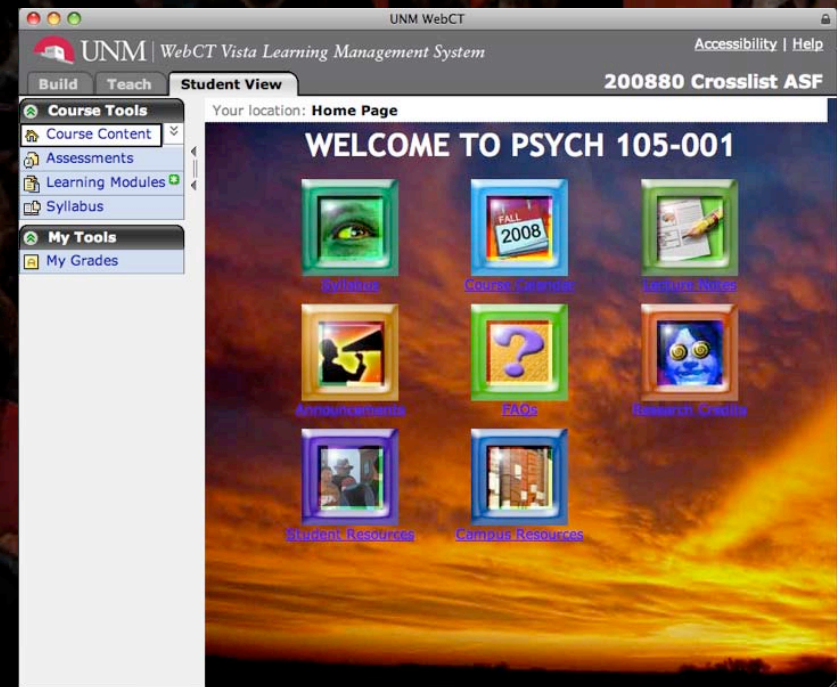 UNM WebCT
UNM | WebCT Vista Learning Management System
Accessibility | Help
Build Teach Student View
200880 Crosslist ASF
Course Tools
Course Content
Assessments
Learning Modules
Syllabus
My Tools
My Grades
Your location: Home Page
WELCOME TO PSYCH 105-001
FALL
2008
Syllabus Course Calendar Lecture Notes
Announcements FAQs Research Credits
Student Resources Campus Resources